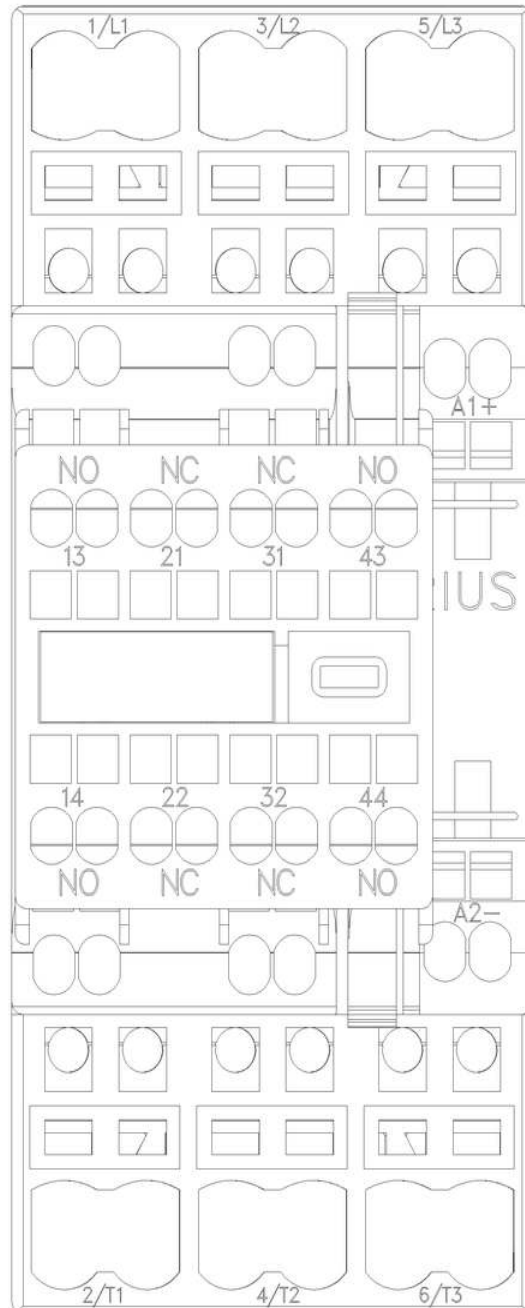 1/L1 3/L2 5/L3
A1+
NO NC NC NO
13 21 31 43
IUS
14 22 32 44
NO NC NC NO
A2-
2/T1 4/T2 6/T3